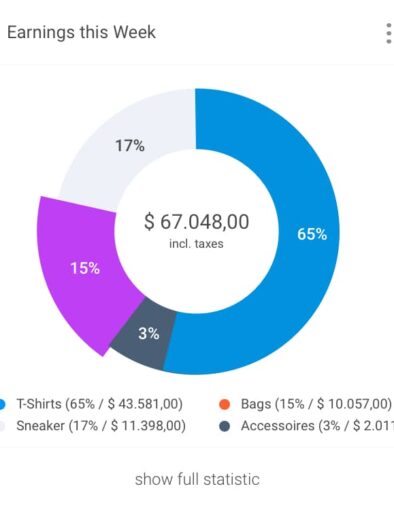 Earnings this Week
17%
$ 67.048,00
incl. taxes
65%
15%
3%
T-Shirts (65% / $ 43.581,00)
Bags (15% / $ 10.057,00)
Sneaker (17% / $ 11.398,00)
Accessoires (3% / $ 2.011
show full statistic